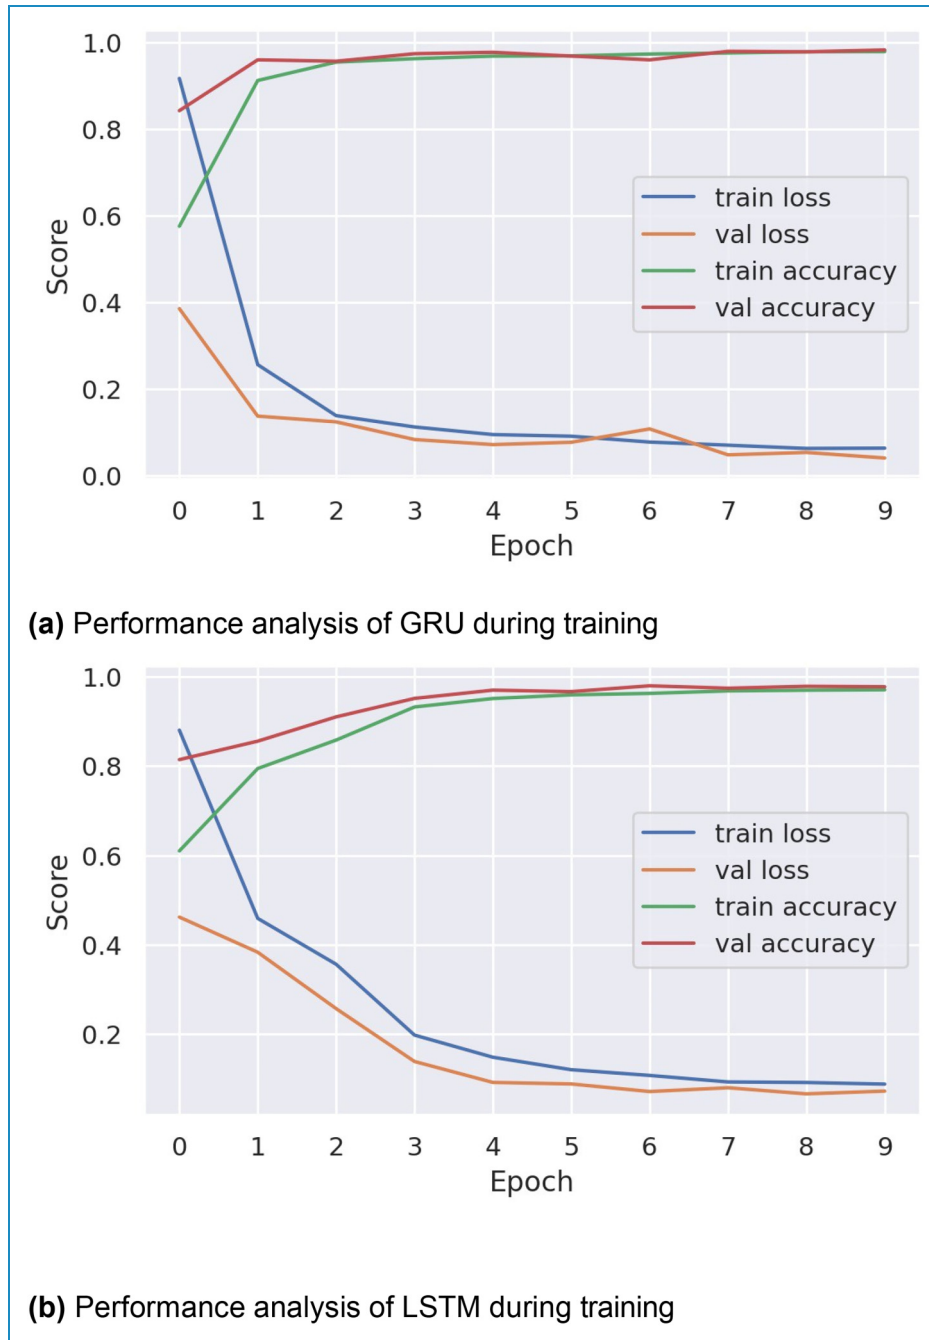 1.0
0.8
0.6
0.4
0.2
0.0
Score
train loss
val loss
train accuracy
val accuracy
0 1 2 3 4 5 6 7 8 9
Epoch
(a) Performance analysis of GRU during training
1.0
0.8
0.6
0.4
0.2
Score
train loss
val loss
train accuracy
val accuracy
0 1 2 3 4 5 6 7 8 9
Epoch
(b) Performance analysis of LSTM during training